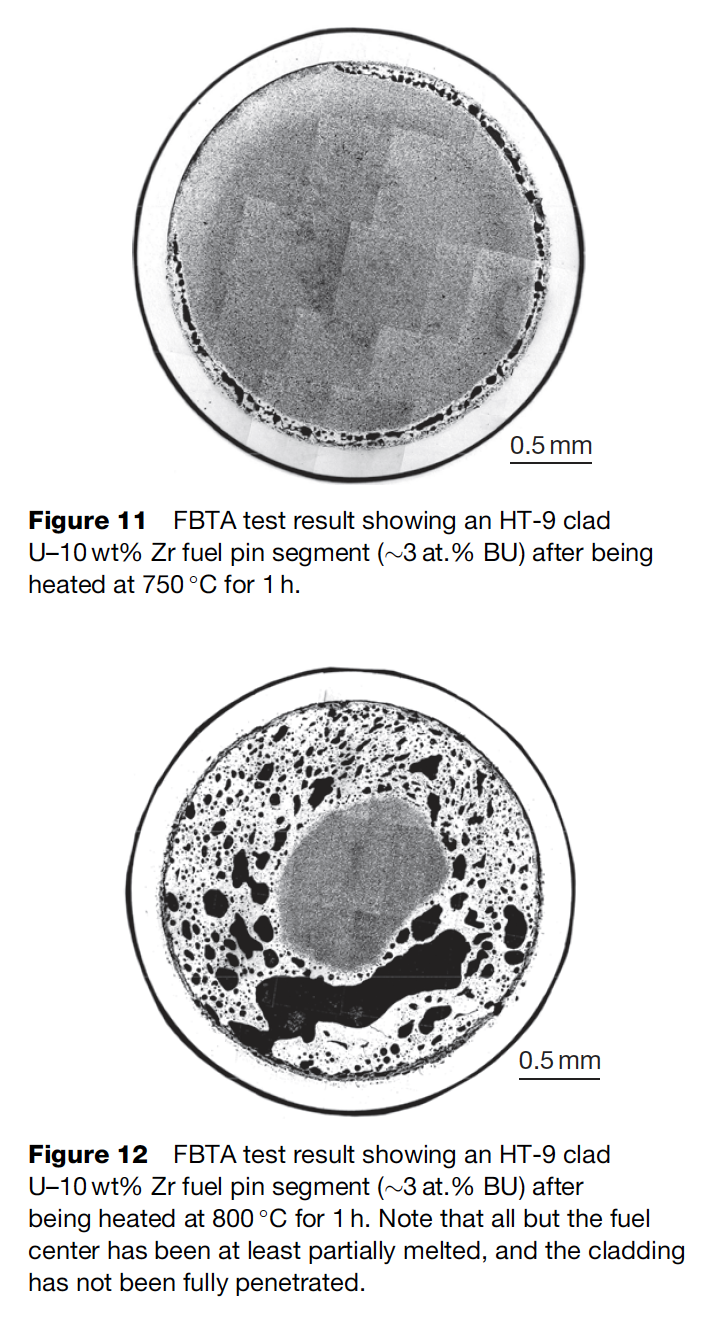 0.5 mm
Figure 11 FBTA test result showing an HT-9 clad
U–10 wt% Zr fuel pin segment (∼3 at.% BU) after being
heated at 750 °C for 1 h.
0.5 mm
Figure 12 FBTA test result showing an HT-9 clad
U–10 wt% Zr fuel pin segment (∼3 at.% BU) after
being heated at 800 °C for 1 h. Note that all but the fuel
center has been at least partially melted, and the cladding
has not been fully penetrated.